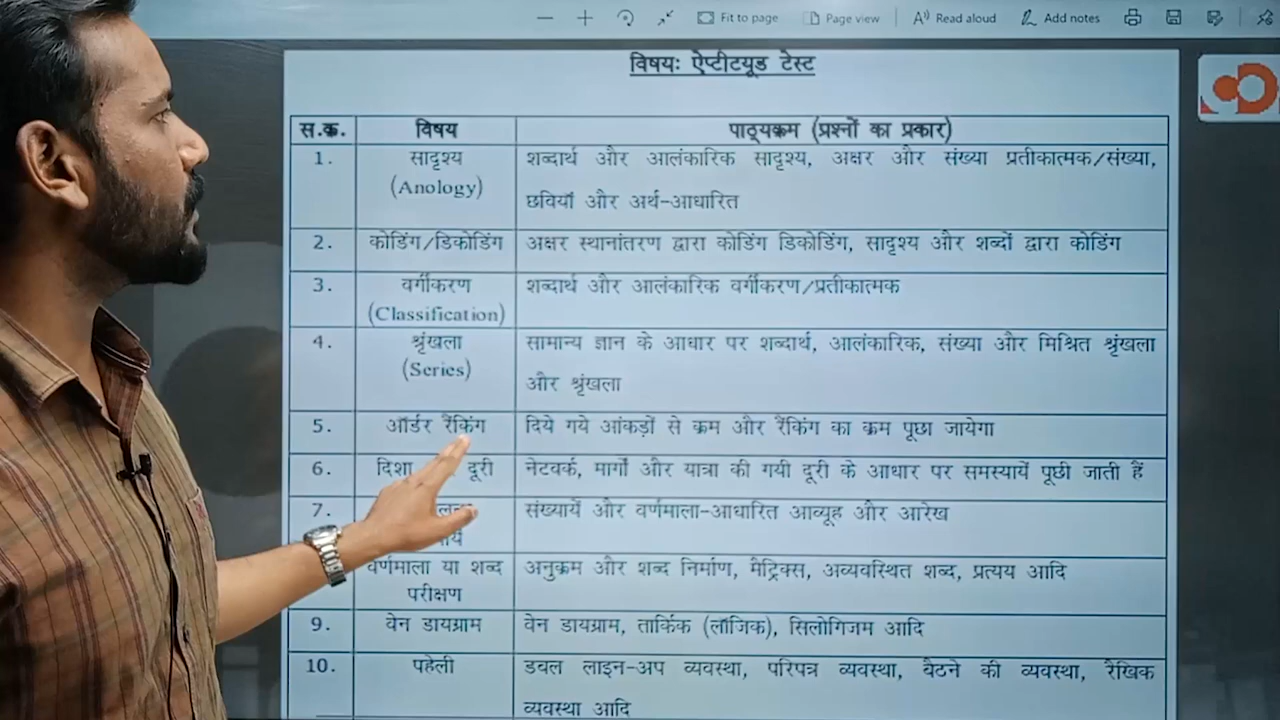 Fit to page
Page view
Read aloud
Add notes
विषयः ऐप्टीटयूड टेस्ट
स.क्र. विषय पाठ्यक्रम (प्रश्नों का प्रकार)
1. सादृश्य शब्दार्थ और आलंकारिक सादृश्य, अक्षर और संख्या प्रतीकात्मक/संख्या,
(Anology) छवियाँ और अर्थ-आधारित
2. कोडिंग/डिकोडिंग अक्षर स्थानांतरण द्वारा कोडिंग डिकोडिंग, सादृश्य और शब्दों द्वारा कोडिंग
3. वर्गीकरण शब्दार्थ और आलंकारिक वर्गीकरण/प्रतीकात्मक
(Classification)
4. श्रृंखला सामान्य ज्ञान के आधार पर शब्दार्थ, आलंकारिक, संख्या और मिश्रित श्रृंखला
(Series) और श्रृंखला
5. ऑर्डर रैंकिंग दिये गये आंकड़ों से क्रम और रैंकिंग का क्रम पूछा जायेगा
6. दिशा दूरी नेटवर्क, मार्गों और यात्रा की गयी दूरी के आधार पर समस्यायें पूछी जाती हैं
7. संख्यायें और वर्णमाला-आधारित आव्यूह और आरेख
वर्णमाला या शब्द अनुक्रम और शब्द निर्माण, मैट्रिक्स, अव्यवस्थित शब्द, प्रत्यय आदि
परीक्षण
9. वेन डायग्राम वेन डायग्राम, तार्किक (लॉजिक), सिलोगिजम आदि
10. पहेली डबल लाइन-अप व्यवस्था, परिपत्र व्यवस्था, बैठने की व्यवस्था, रैखिक
व्यवस्था आदि